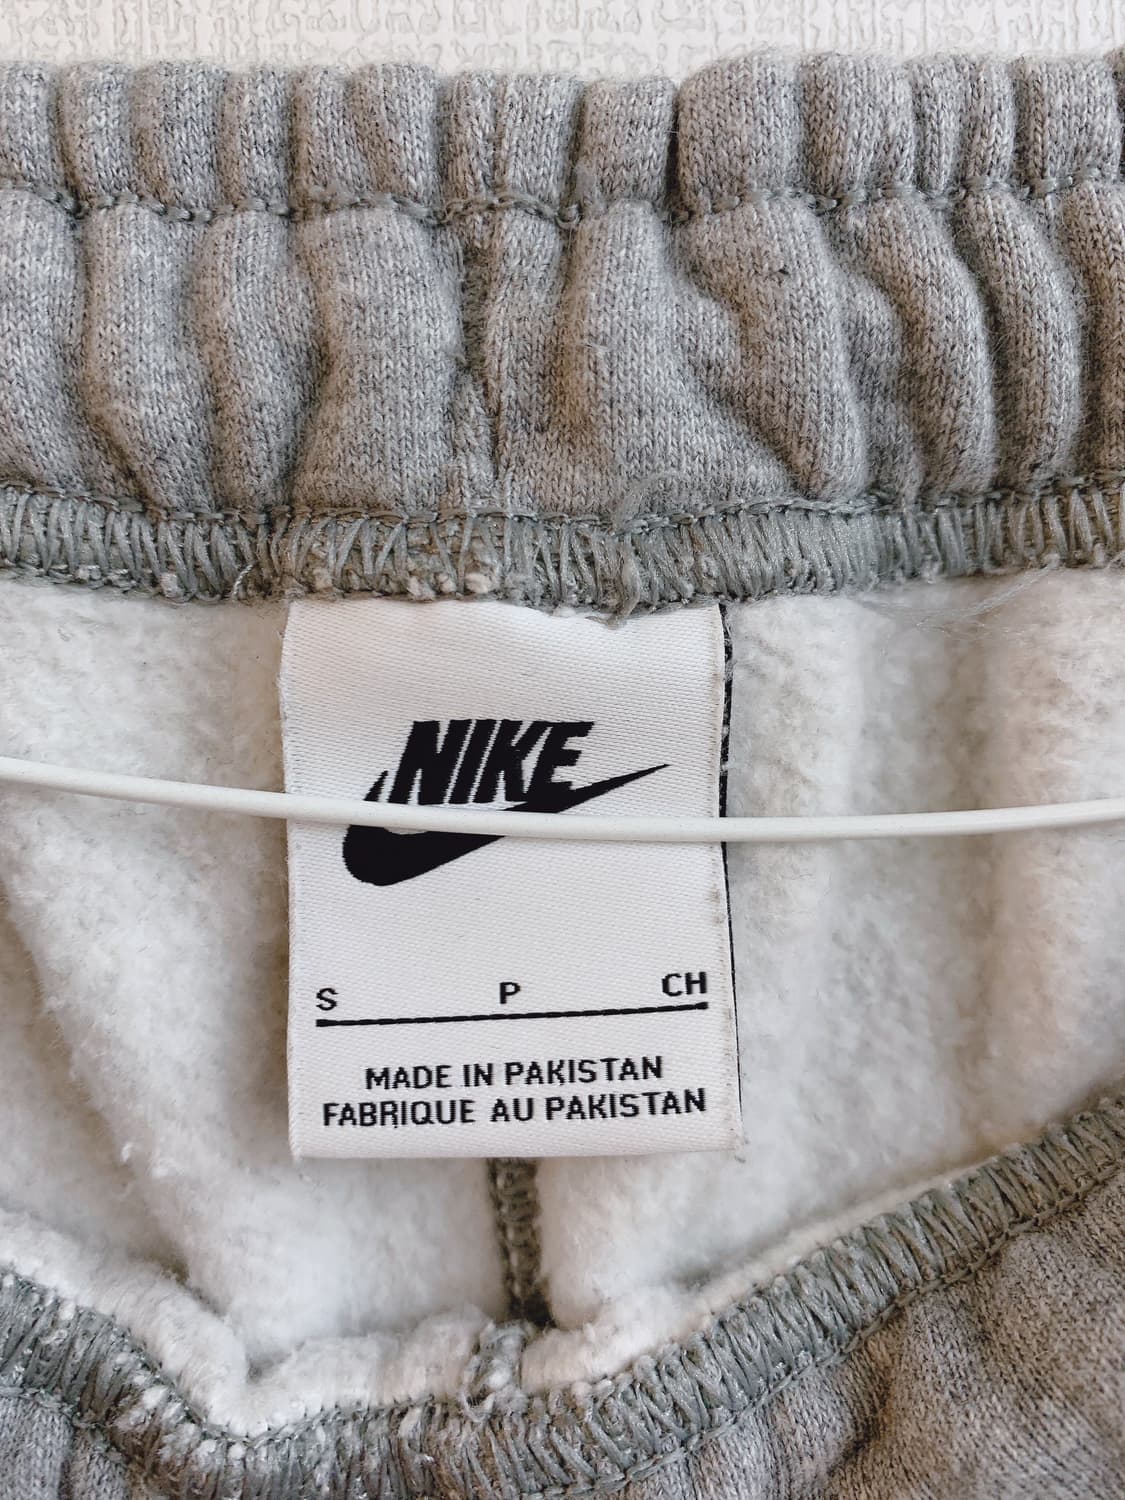 NIKE
S P CH
MADE IN PAKISTAN
FABRIQUE AU PAKISTAN